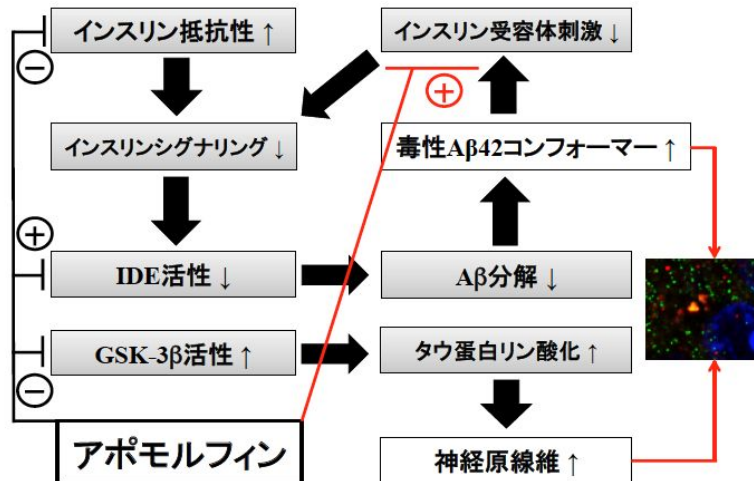 インスリン抵抗性 ↑
インスリン受容体刺激 ↓
−
+
インスリンシグナリング ↓
毒性Aβ42コンフォーマー ↑
+
IDE活性 ↓
Aβ分解 ↓
GSK-3β活性 ↑
タウ蛋白リン酸化 ↑
−
アポモルフィン
神経原線維 ↑